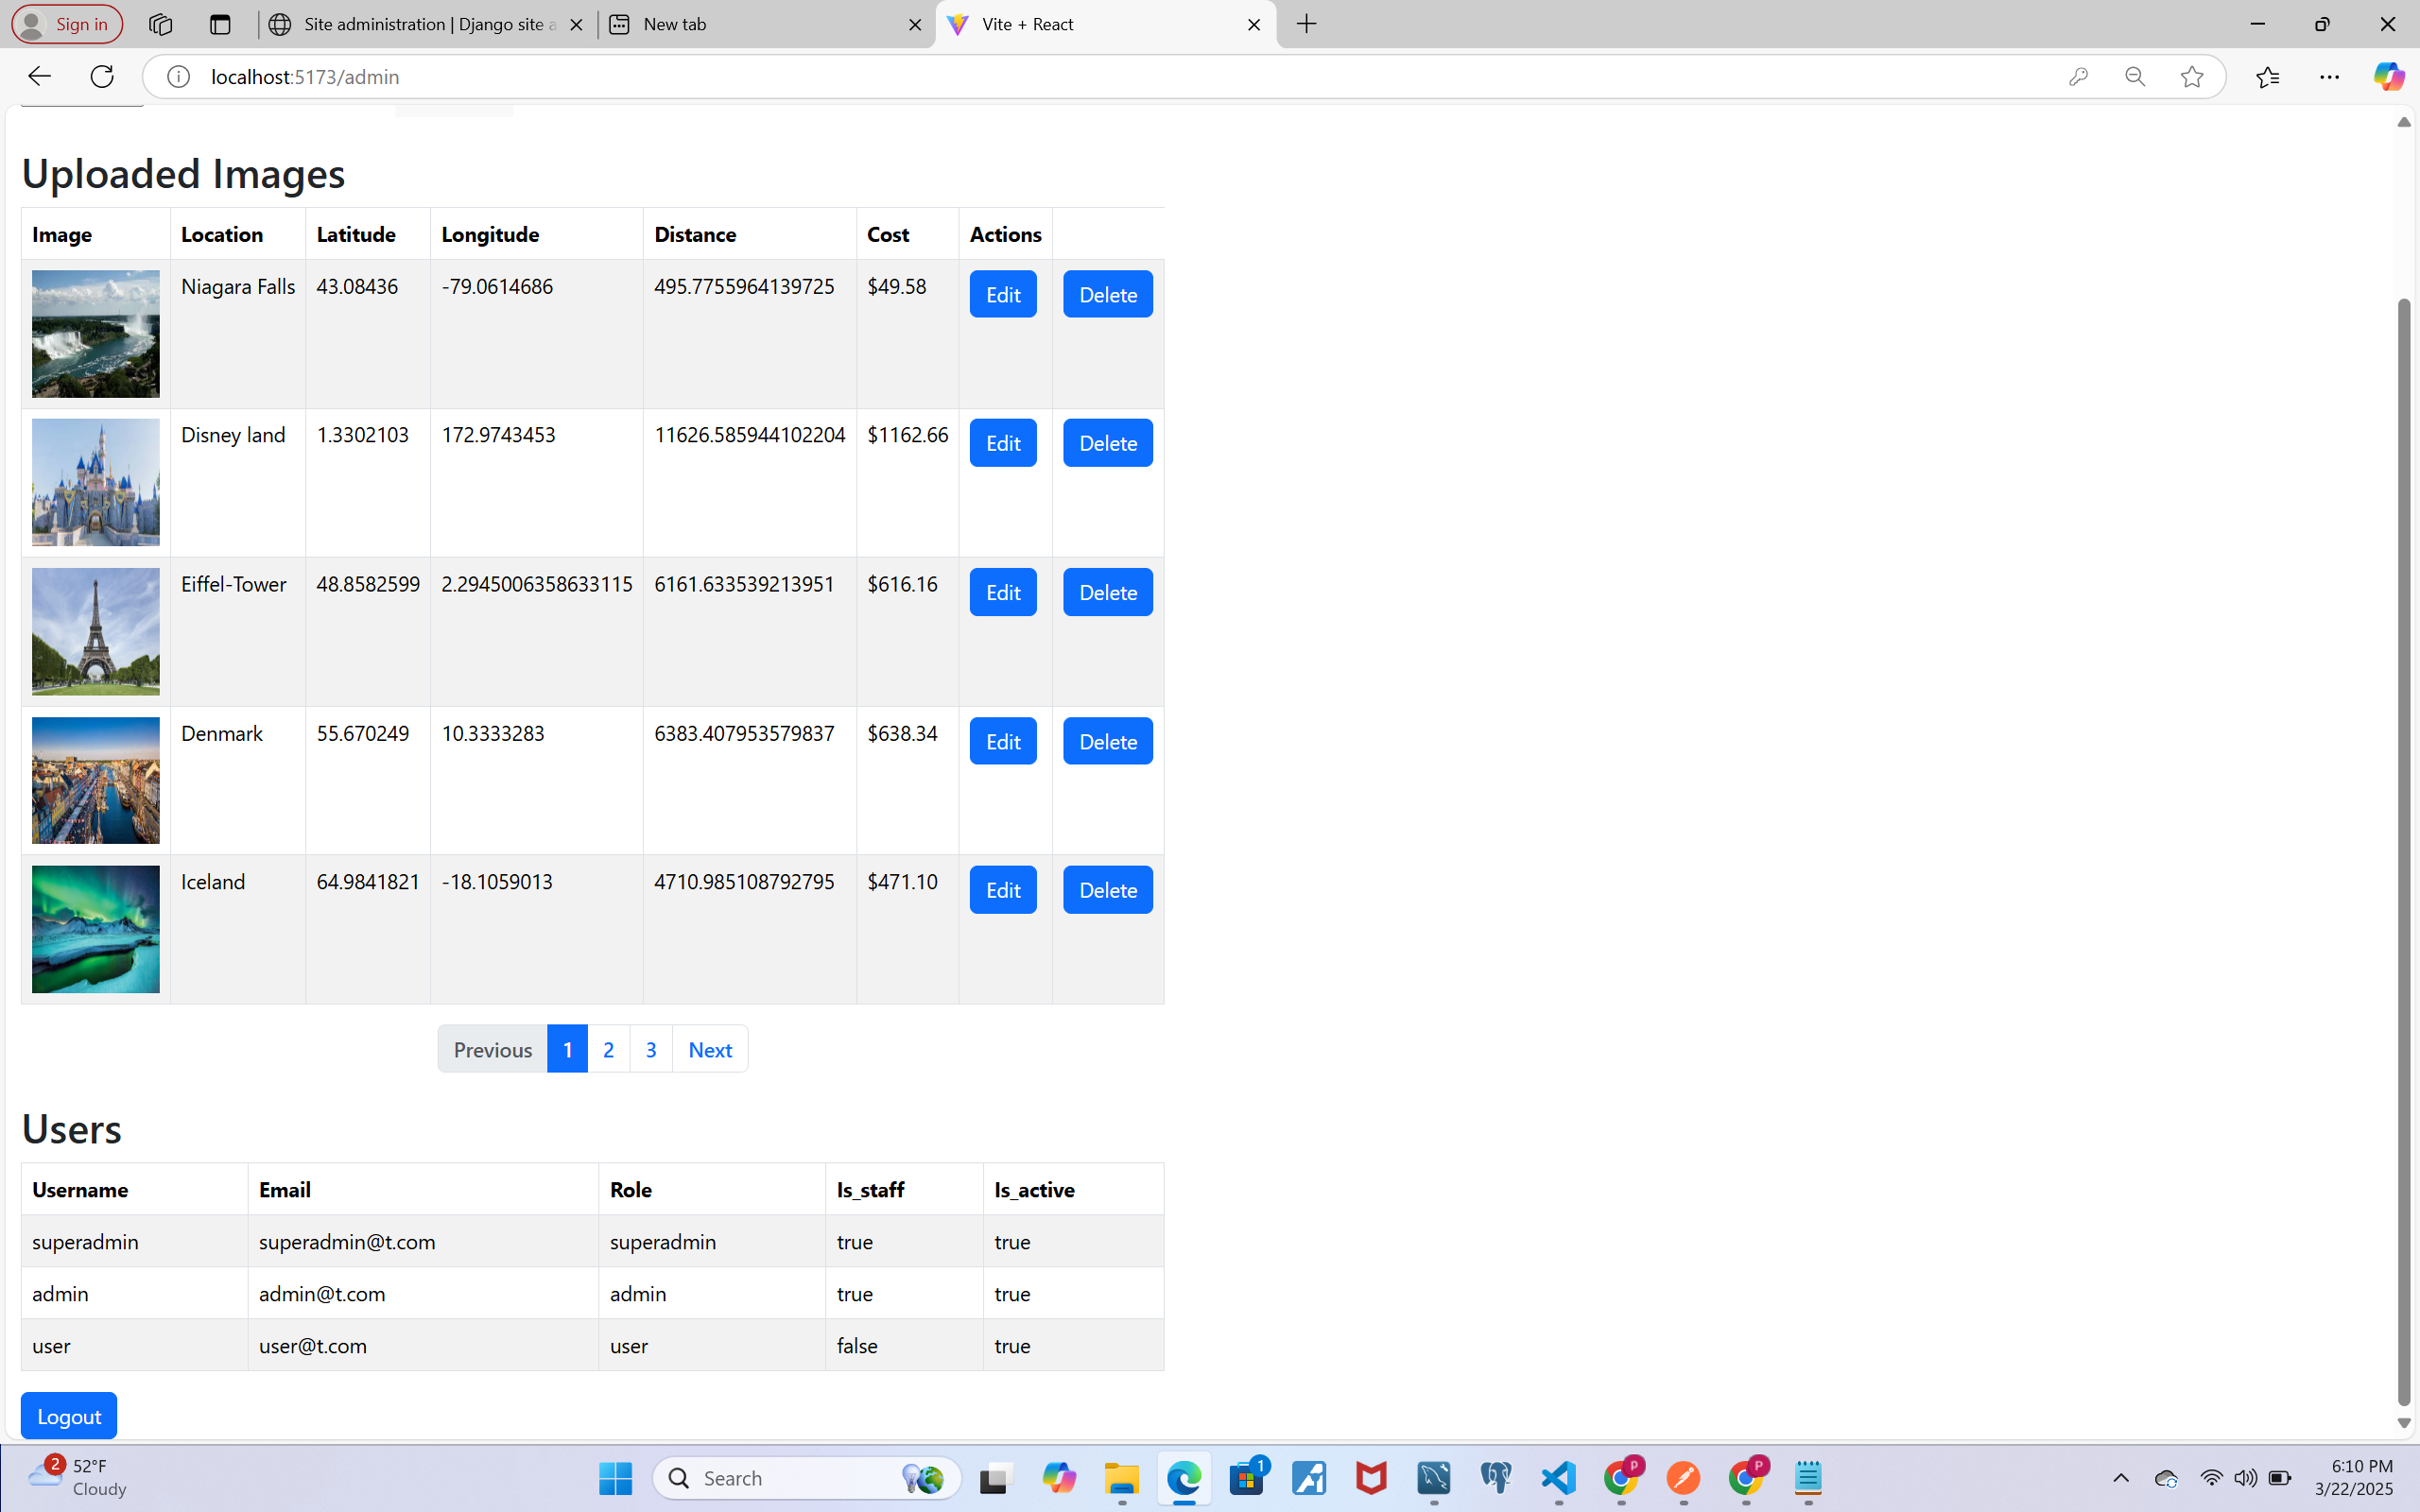 Sign in
Site administration | Django site a
New tab
Vite + React
localhost:5173/admin
Uploaded Images
Image Location Latitude Longitude Distance Cost Actions
Niagara Falls 43.08436 -79.0614686 495.7755964139725 $49.58 Edit Delete
Disney land 1.3302103 172.9743453 11626.585944102204 $1162.66 Edit Delete
Eiffel-Tower 48.8582599 2.2945006358633115 6161.633539213951 $616.16 Edit Delete
Denmark 55.670249 10.3333283 6383.407953579837 $638.34 Edit Delete
Iceland 64.9841821 -18.1059013 4710.985108792795 $471.10 Edit Delete
Previous 1 2 3 Next
Users
Username Email Role Is_staff Is_active
superadmin superadmin@t.com superadmin true true
admin admin@t.com admin true true
user user@t.com user false true
Logout
2
52°F
Cloudy
Search
1
P
P
6:10 PM
3/22/2025